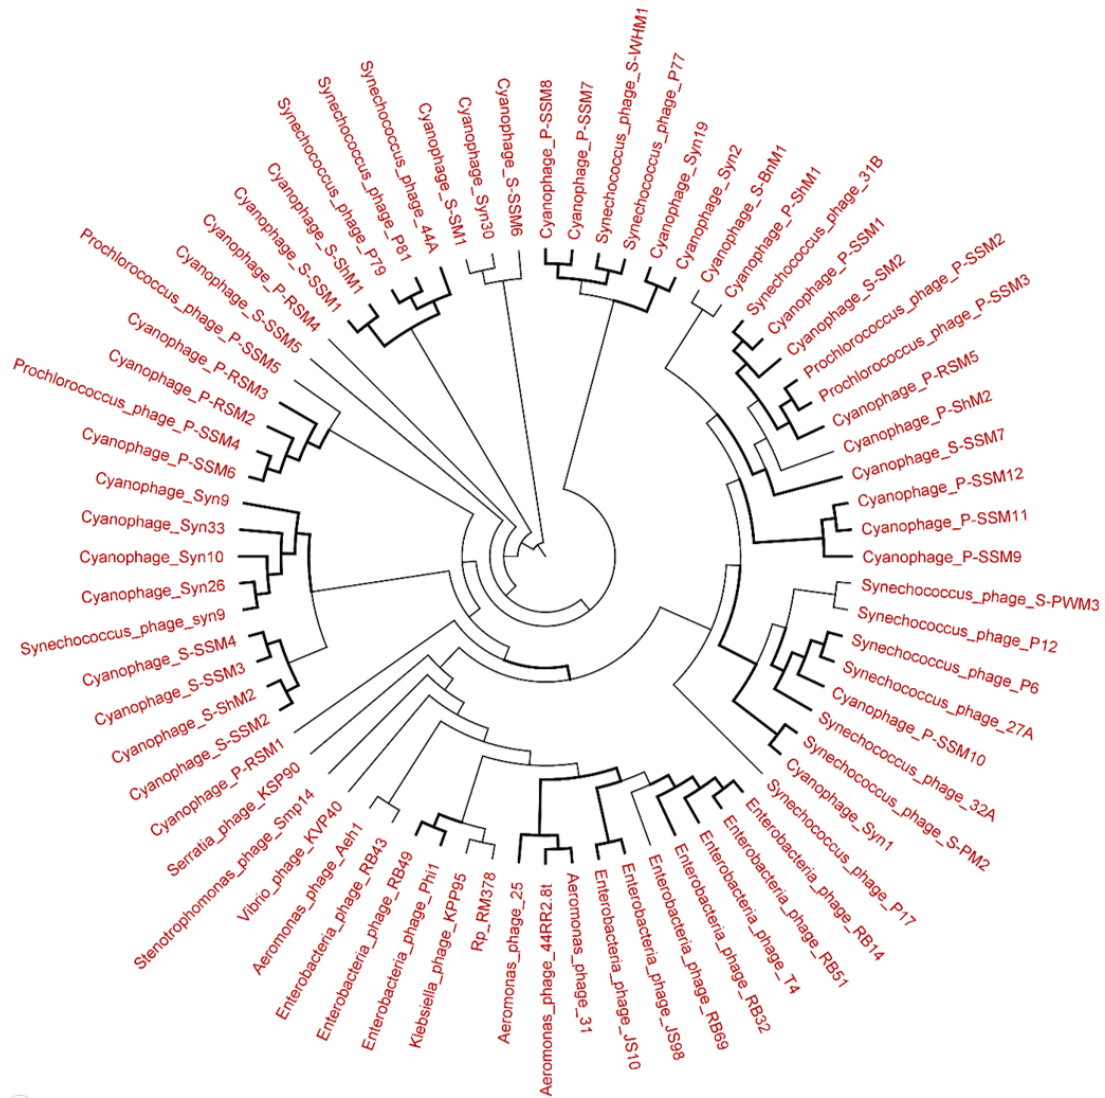 Cyanophage_P-SSM8
Cyanophage_P-SSM7
Synechococcus_phage_S-WHM1
Synechococcus_phage_P77
Cyanophage_Syn19
Cyanophage_Syn2
Cyanophage_S-BnM1
Cyanophage_P-ShM1
Synechococcus_phage_31B
Cyanophage_P-SSM1
Cyanophage_S-SM2
Prochlorococcus_phage_P-SSM2
Prochlorococcus_phage_P-SSM3
Cyanophage_P-RSM5
Cyanophage_P-ShM2
Cyanophage_S-SSM7
Cyanophage_P-SSM12
Cyanophage_P-SSM11
Cyanophage_P-SSM9
Synechococcus_phage_S-PWM3
Synechococcus_phage_P12
Synechococcus_phage_P6
Synechococcus_phage_27A
Cyanophage_P-SSM10
Synechococcus_phage_32A
Synechococcus_phage_S-PM2
Cyanophage_Syn1
Synechococcus_phage_P17
Enterobacteria_phage_RB14
Enterobacteria_phage_RB51
Enterobacteria_phage_T4
Enterobacteria_phage_RB32
Enterobacteria_phage_RB69
Enterobacteria_phage_JS98
Enterobacteria_phage_JS10
Aeromonas_phage_31
Aeromonas_phage_44RR2.8t
Aeromonas_phage_25
Rp_RM378
Klebsiella_phage_KPP95
Enterobacteria_phage_Phi1
Enterobacteria_phage_RB49
Enterobacteria_phage_RB43
Aeromonas_phage_Aeh1
Vibrio_phage_KVP40
Stenotrophomonas_phage_Smp14
Serratia_phage_KSP90
Cyanophage_P-RSM1
Cyanophage_S-SSM2
Cyanophage_S-ShM2
Cyanophage_S-SSM3
Cyanophage_S-SSM4
Synechococcus_phage_syn9
Cyanophage_Syn26
Cyanophage_Syn10
Cyanophage_Syn33
Cyanophage_Syn9
Cyanophage_P-SSM6
Prochlorococcus_phage_P-SSM4
Cyanophage_P-RSM2
Cyanophage_P-RSM3
Prochlorococcus_phage_P-SSM5
Cyanophage_S-SSM5
Cyanophage_P-RSM4
Cyanophage_S-SSM1
Cyanophage_S-ShM1
Synechococcus_phage_P79
Synechococcus_phage_P81
Synechococcus_phage_44A
Cyanophage_S-SM1
Cyanophage_Syn30
Cyanophage_S-SSM6